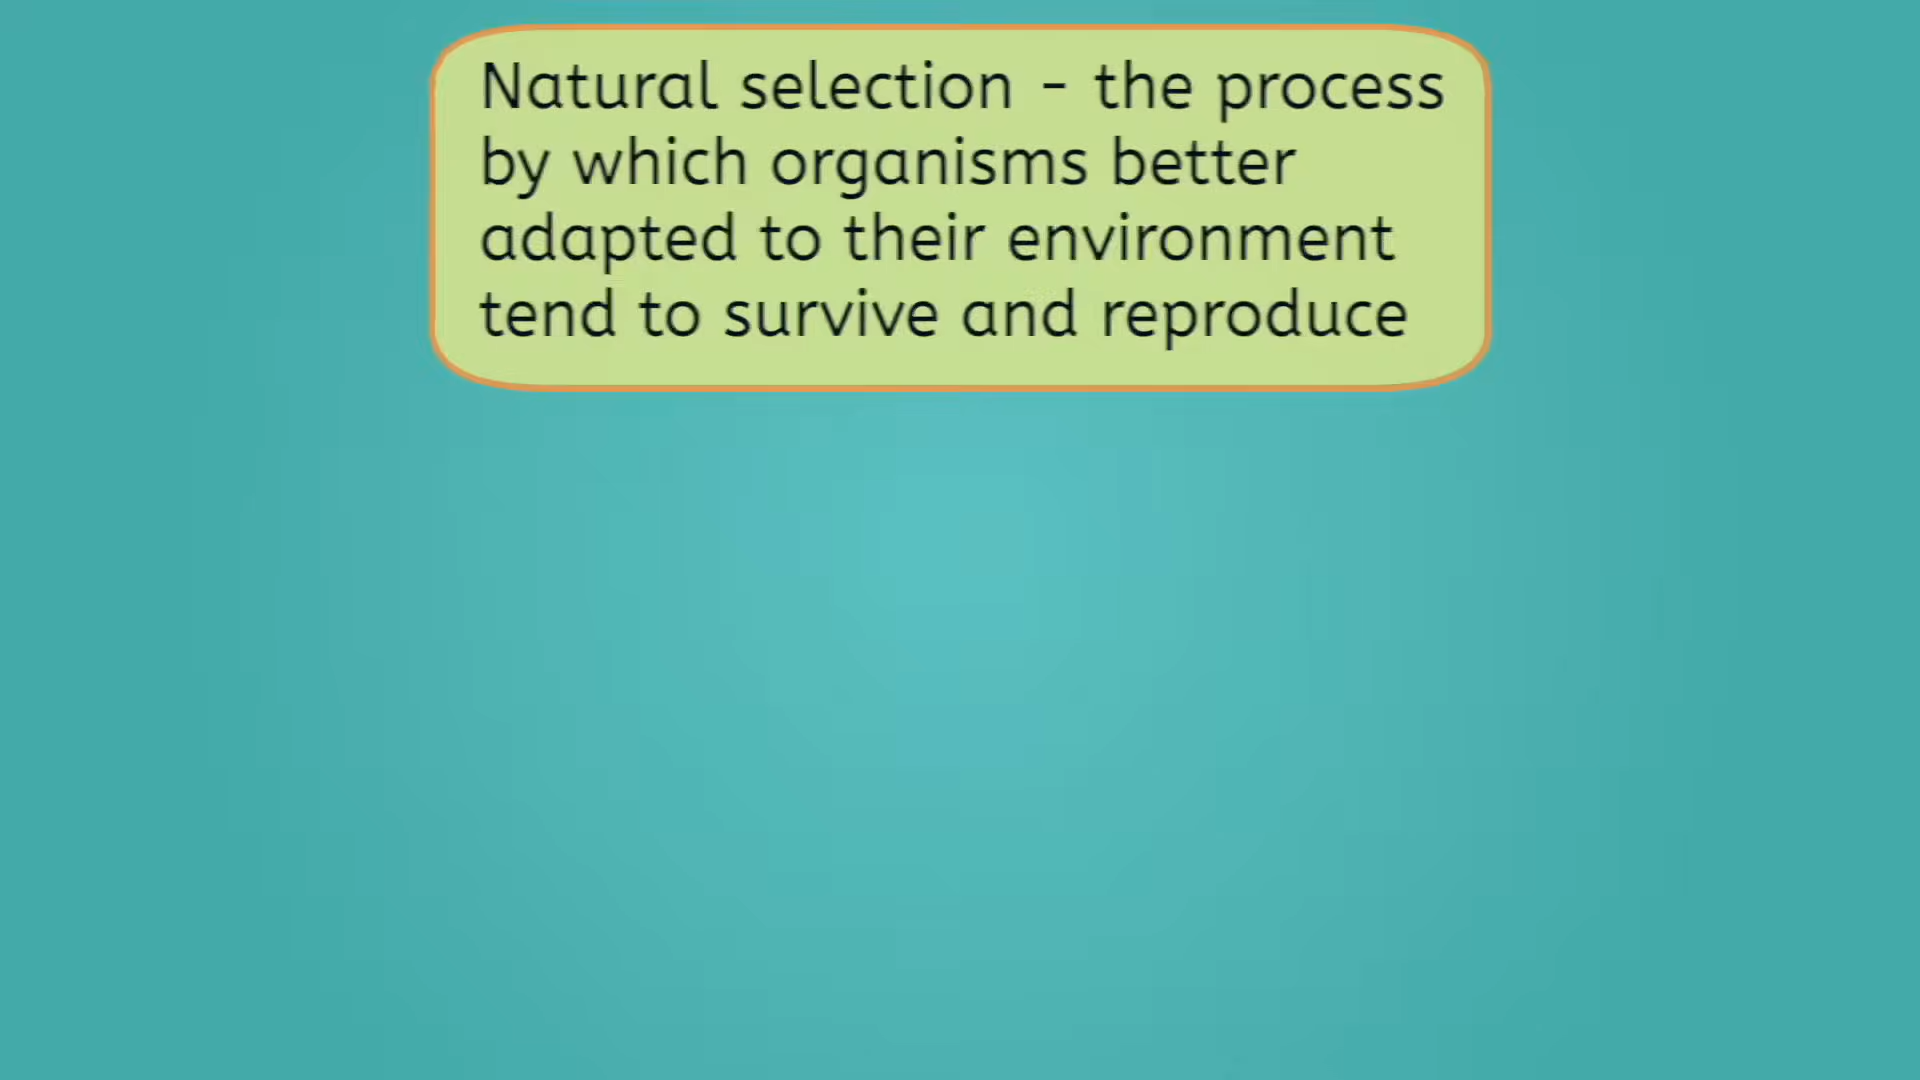 Natural selection - the process
by which organisms better
adapted to their environment
tend to survive and reproduce